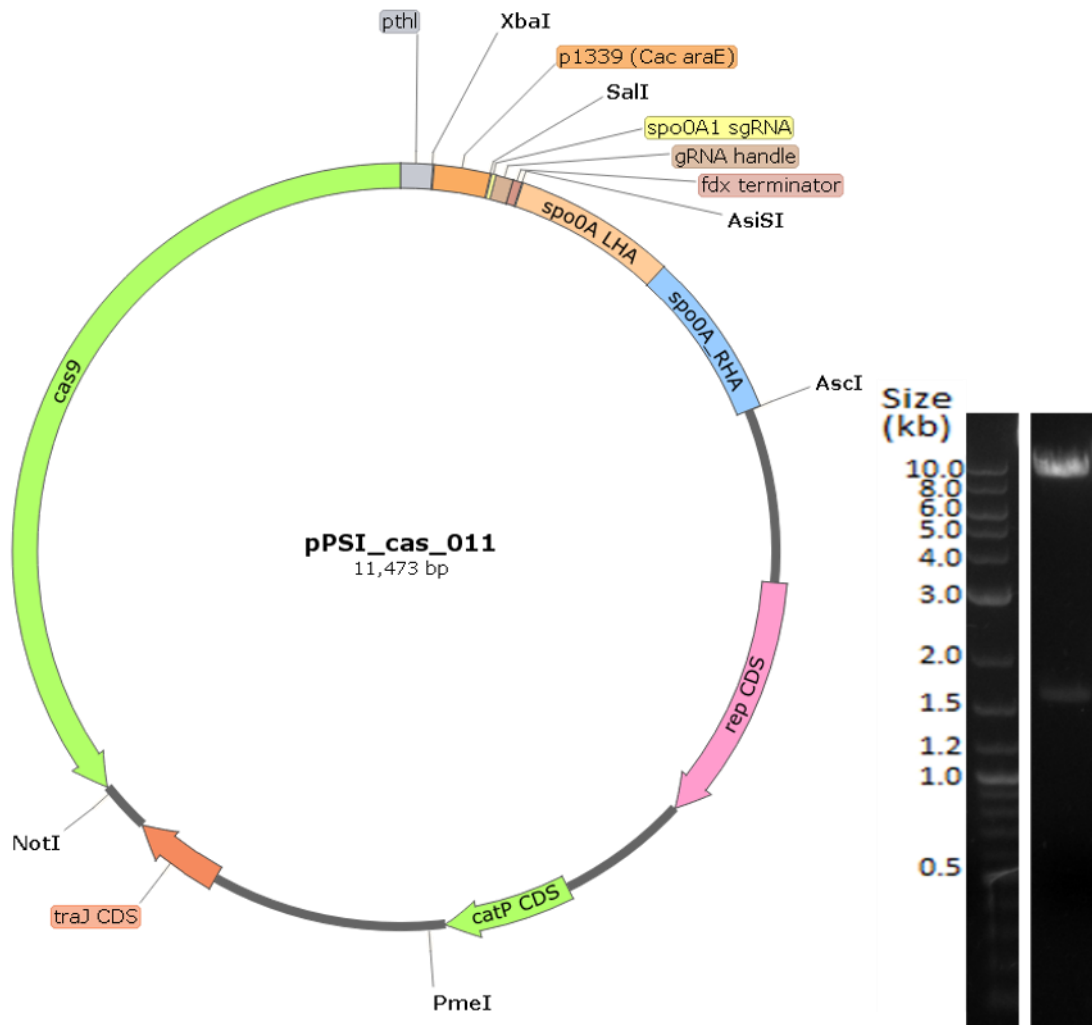 pthl
XbaI
p1339 (Cac araE)
SalI
spo0A1 sgRNA
gRNA handle
fdx terminator
AsiSI
spo0A LHA
spo0A_RHA
AscI
cas9
pPSI_cas_011
11,473 bp
rep CDS
NotI
traJ CDS
catP CDS
PmeI
Size
(kb)
10.0
8.0
6.0
5.0
4.0
3.0
2.0
1.5
1.2
1.0
0.5